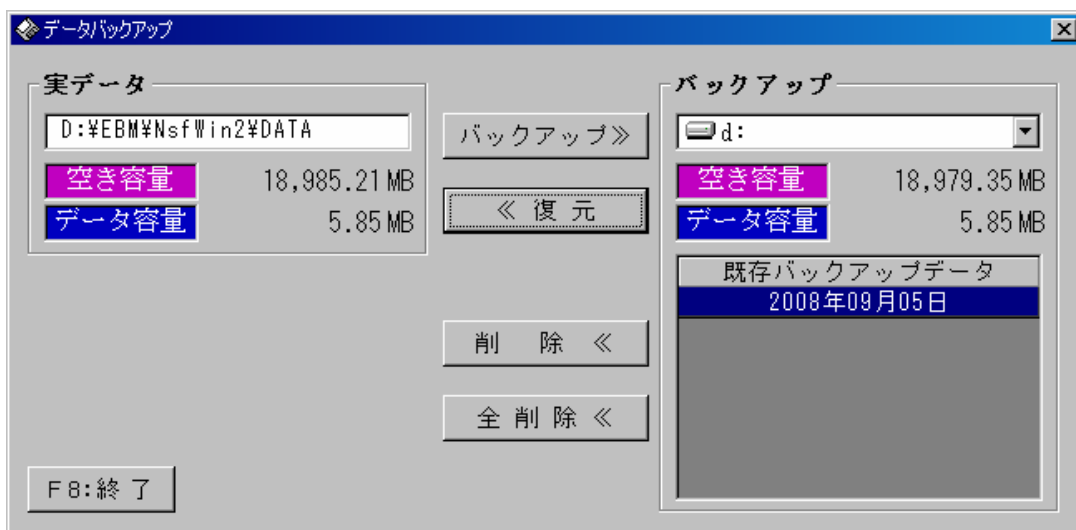 データバックアップ
実データ
D:¥EBM¥NsfWin2¥DATA
空き容量 18,985.21MB
データ容量 5.85MB
バックアップ≫
≪ 復 元
削 除 ≪
全 削 除 ≪
バックアップ
d:
空き容量 18,979.35MB
データ容量 5.85MB
既存バックアップデータ
2008年09月05日
F8:終 了